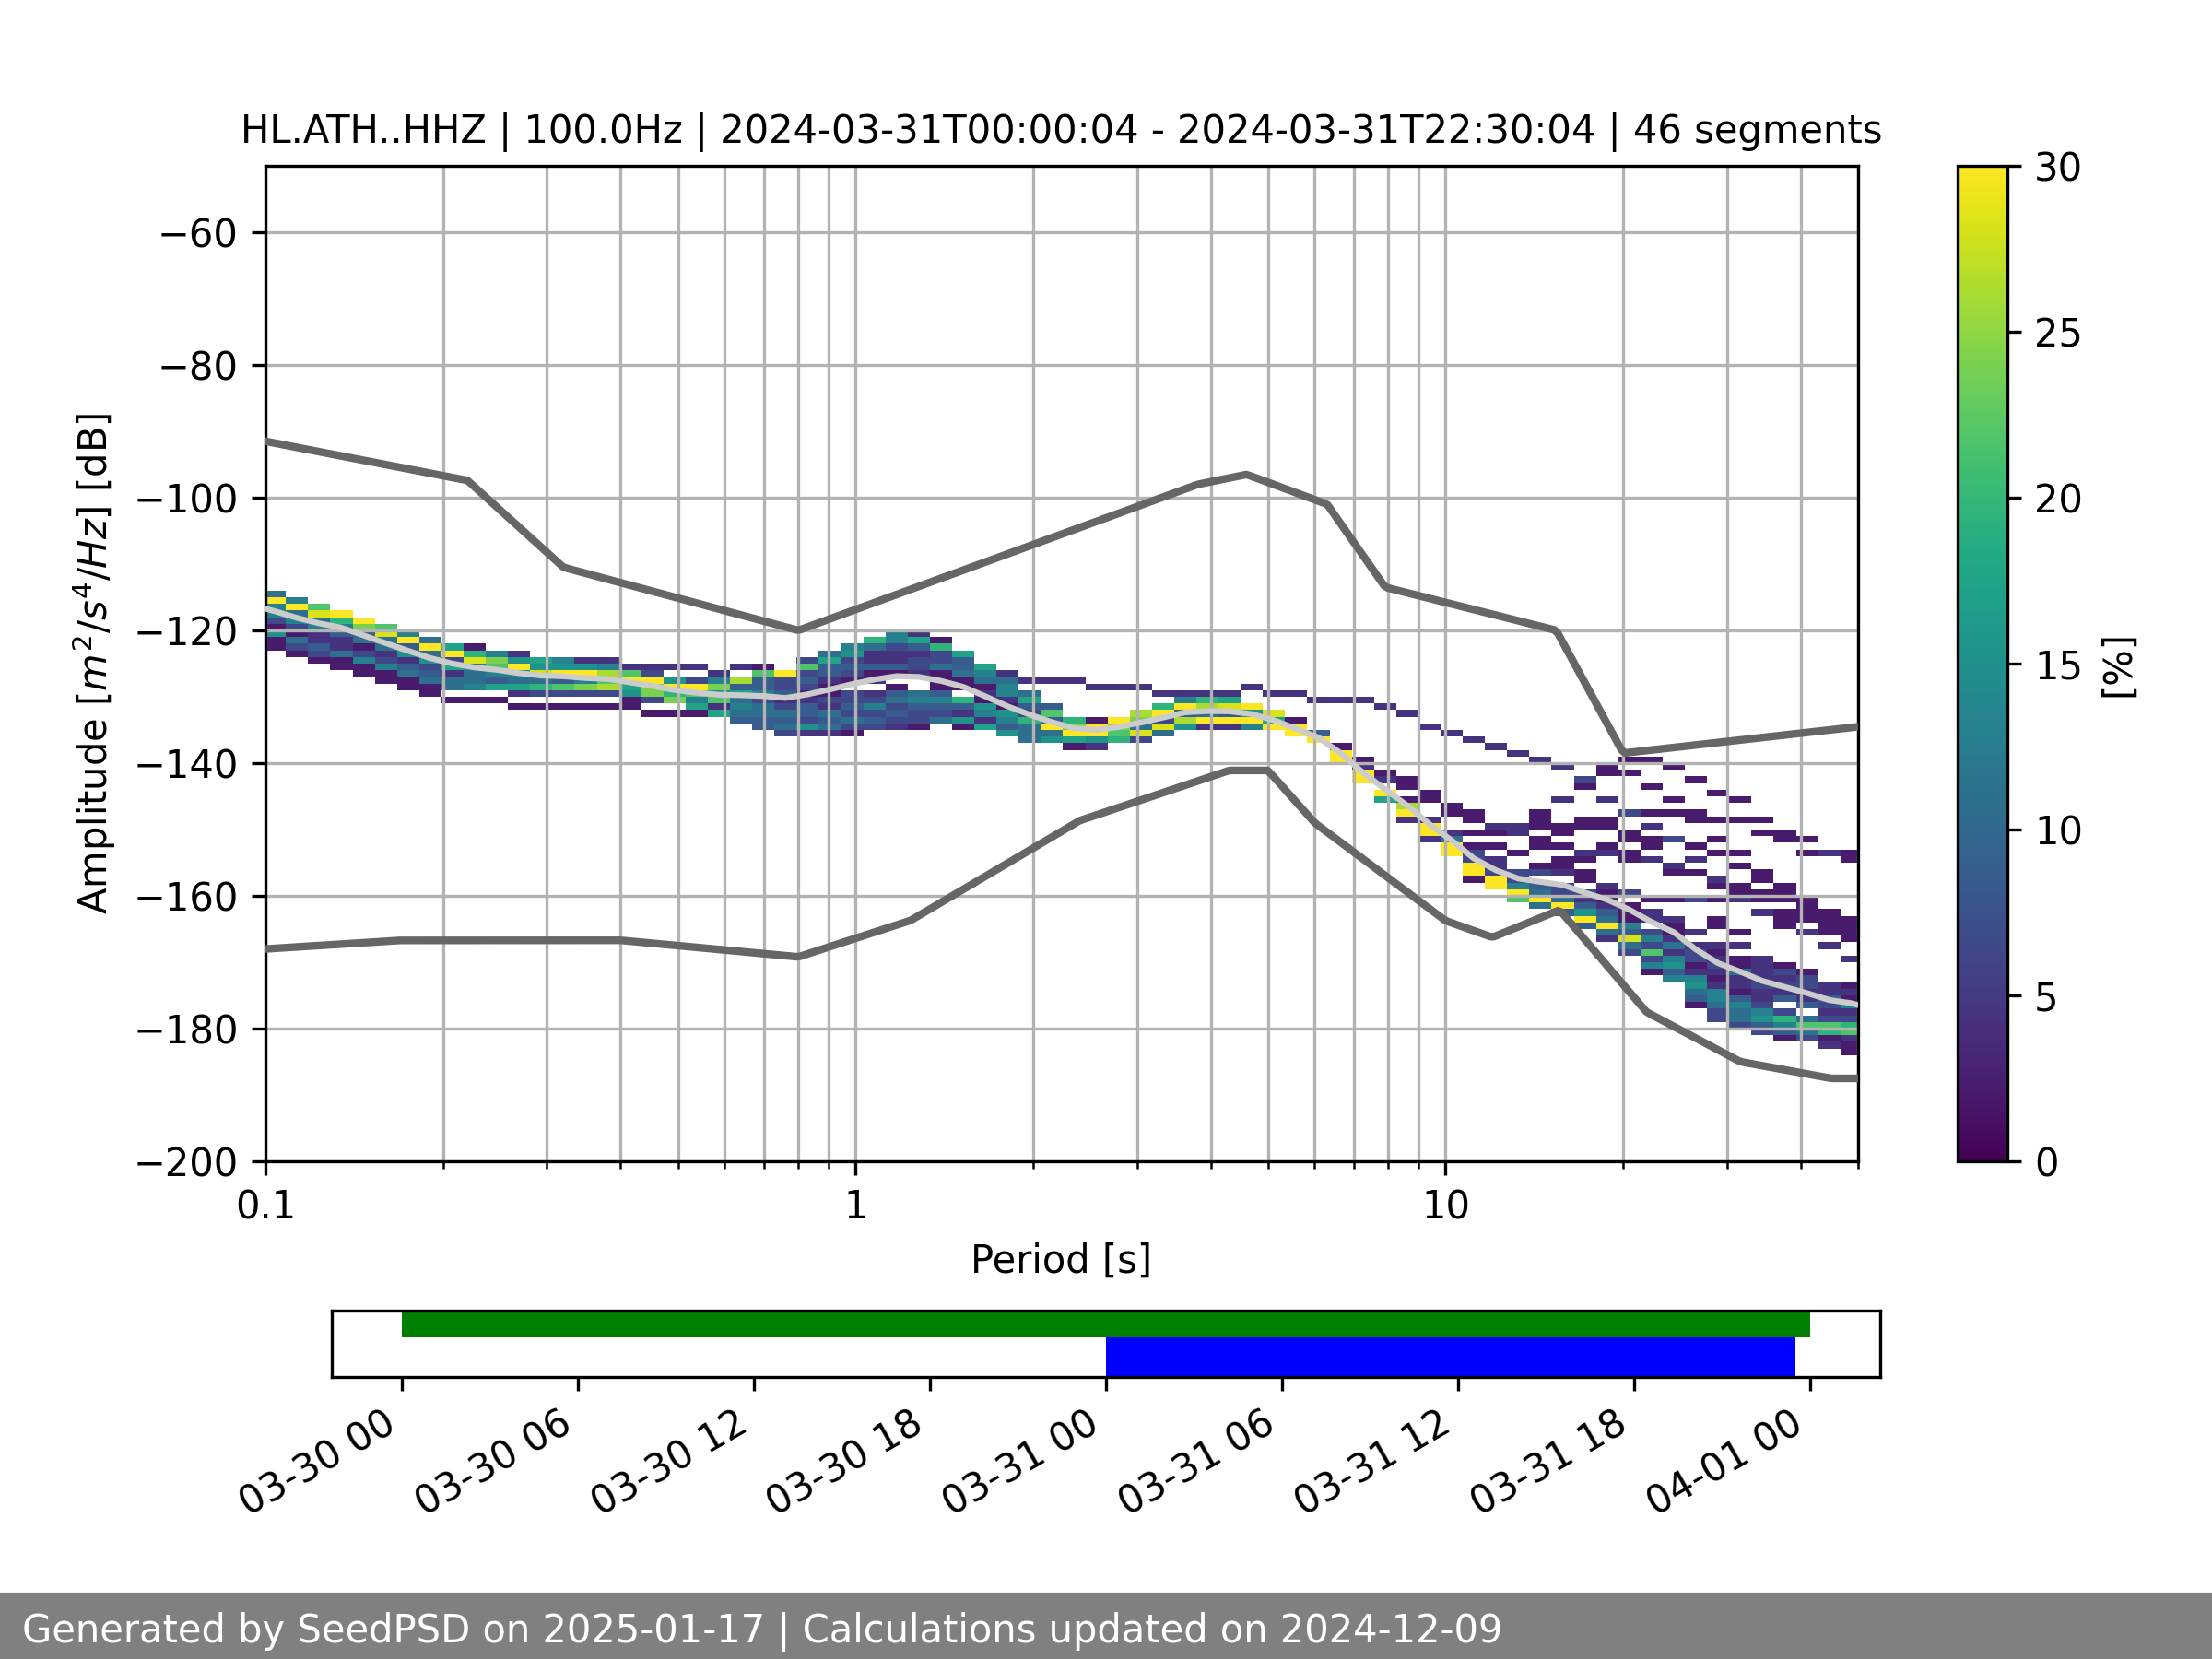 HL.ATH..HHZ | 100.0Hz | 2024-03-31T00:00:04 - 2024-03-31T22:30:04 | 46 segments
Amplitude [m²/s⁴/Hz] [dB]
−60
−80
−100
−120
−140
−160
−180
−200
0.1 1 10
Period [s]
30
25
20
15
10
5
0
[%]
03-30 00 03-30 06 03-30 12 03-30 18 03-31 00 03-31 06 03-31 12 03-31 18 04-01 00
Generated by SeedPSD on 2025-01-17 | Calculations updated on 2024-12-09